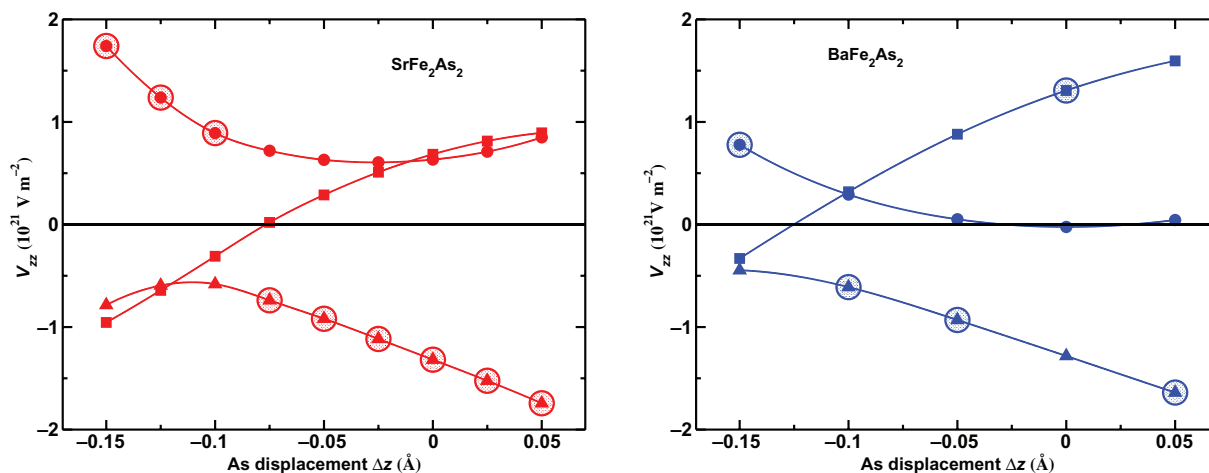 2
1
0
−1
−2
V_zz (10^21 V m^−2)
SrFe2As2
−0.15 −0.1 −0.05 0 0.05
As displacement Δz (Å)
2
1
0
−1
−2
V_zz (10^21 V m^−2)
BaFe2As2
−0.15 −0.1 −0.05 0 0.05
As displacement Δz (Å)